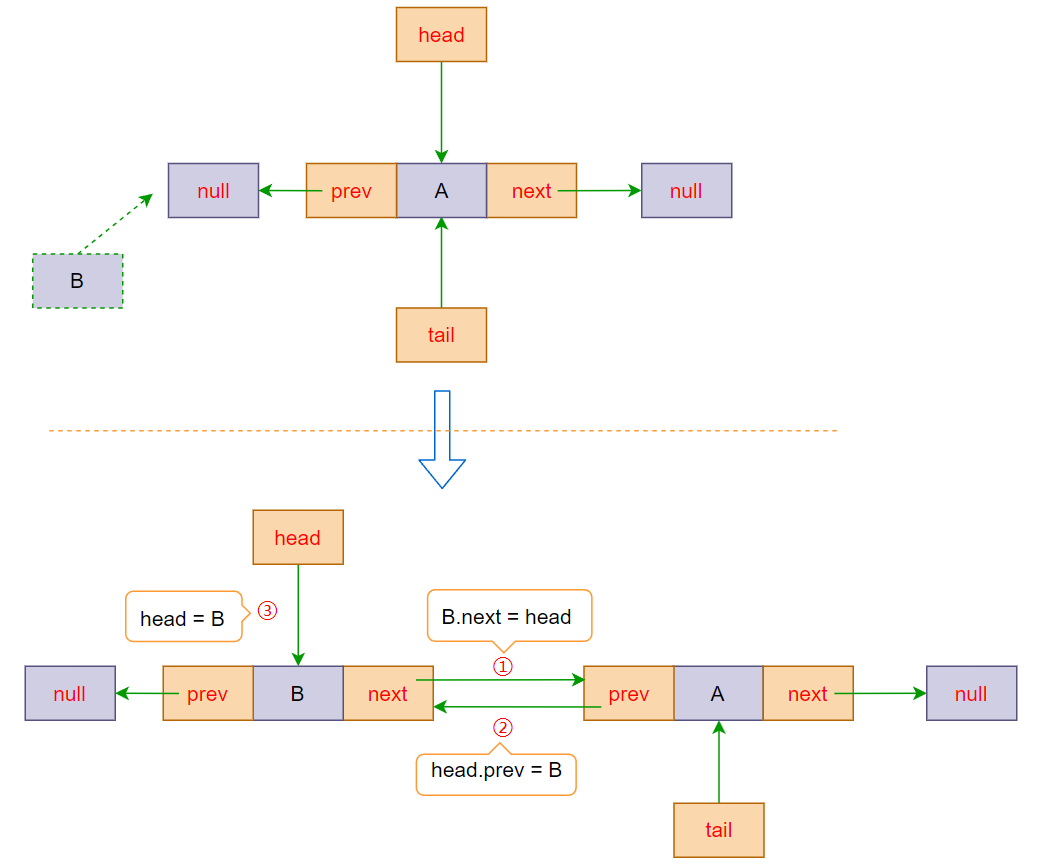 head
null
prev
A
next
null
B
tail
head
head = B
③
B.next = head
①
null
prev
B
next
prev
A
next
null
②
head.prev = B
tail